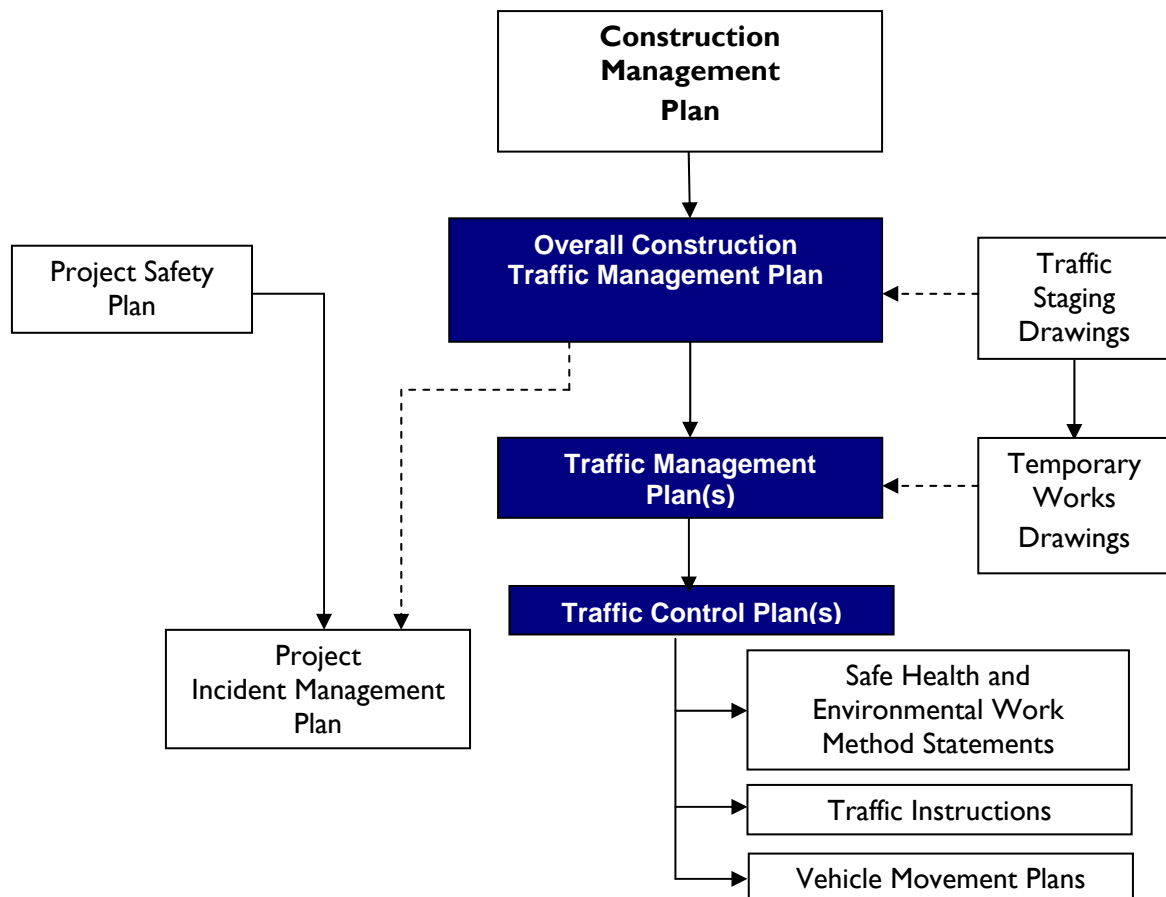 Construction
Management
Plan
Overall Construction
Traffic Management Plan
Project Safety
Plan
Traffic
Staging
Drawings
Traffic Management
Plan(s)
Temporary
Works
Drawings
Traffic Control Plan(s)
Project
Incident Management
Plan
Safe Health and
Environmental Work
Method Statements
Traffic Instructions
Vehicle Movement Plans